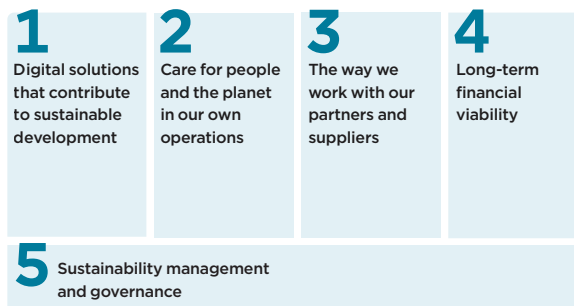 1
Digital solutions
that contribute
to sustainable
development
2
Care for people
and the planet
in our own
operations
3
The way we
work with our
partners and
suppliers
4
Long-term
financial
viability
5
Sustainability management
and governance